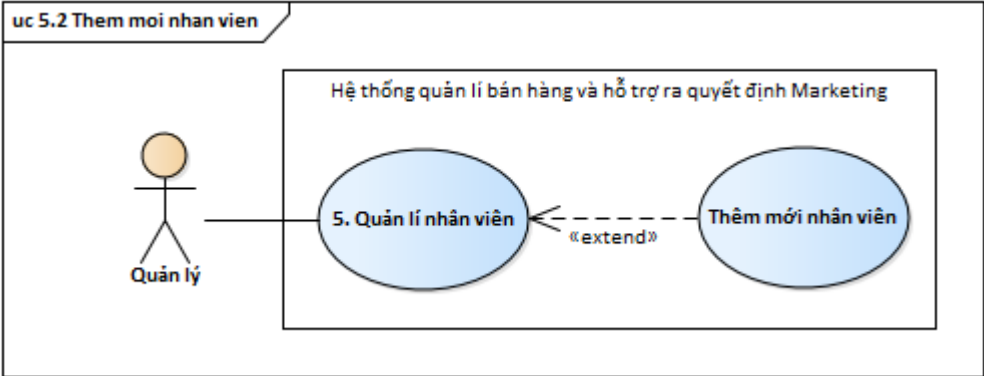 uc 5.2 Them moi nhan vien
Hệ thống quản lí bán hàng và hỗ trợ ra quyết định Marketing
5. Quản lí nhân viên
Thêm mới nhân viên
«extend»
Quản lý